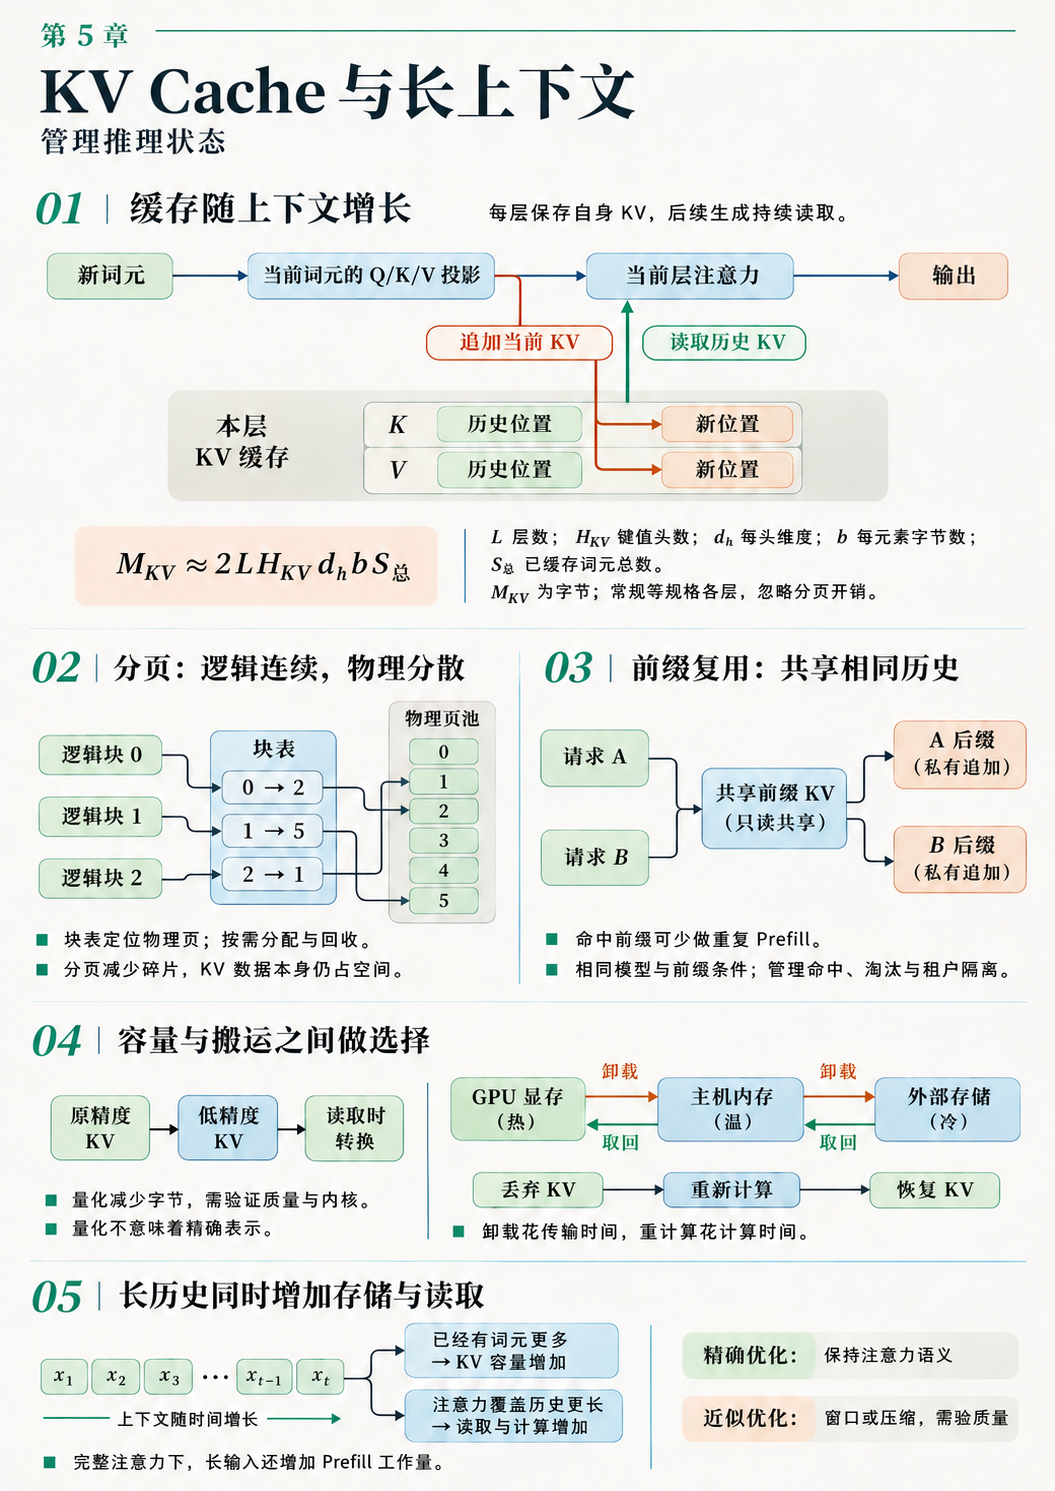 第 5 章
KV Cache 与长上下文
管理推理状态
01 | 缓存随上下文增长
每层保存自身 KV，后续生成持续读取。
新词元
当前词元的 Q/K/V 投影
当前层注意力
输出
追加当前 KV
读取历史 KV
本层
KV 缓存
K
历史位置
新位置
V
历史位置
新位置
M_KV ≈ 2 L H_KV d_h b S_总
L 层数； H_KV 键值头数； d_h 每头维度； b 每元素字节数；
S_总 已缓存词元总数。
M_KV 为字节；常规等规格各层，忽略分页开销。
02 | 分页：逻辑连续，物理分散
逻辑块 0
逻辑块 1
逻辑块 2
块表
0 → 2
1 → 5
2 → 1
物理页池
0
1
2
3
4
5
块表定位物理页；按需分配与回收。
分页减少碎片，KV 数据本身仍占空间。
03 | 前缀复用：共享相同历史
请求 A
请求 B
共享前缀 KV
（只读共享）
A 后缀
（私有追加）
B 后缀
（私有追加）
命中前缀可少做重复 Prefill。
相同模型与前缀条件；管理命中、淘汰与租户隔离。
04 | 容量与搬运之间做选择
原精度
KV
低精度
KV
读取时
转换
量化减少字节，需验证质量与内核。
量化不意味着精确表示。
GPU 显存
（热）
卸载
取回
主机内存
（温）
卸载
取回
外部存储
（冷）
丢弃 KV
重新计算
恢复 KV
卸载花传输时间，重计算花计算时间。
05 | 长历史同时增加存储与读取
x₁ x₂ x₃ ··· x_{t−1} x_t
上下文随时间增长
已经有词元更多
→ KV 容量增加
注意力覆盖历史更长
→ 读取与计算增加
完整注意力下，长输入还增加 Prefill 工作量。
精确优化： 保持注意力语义
近似优化： 窗口或压缩，需验质量